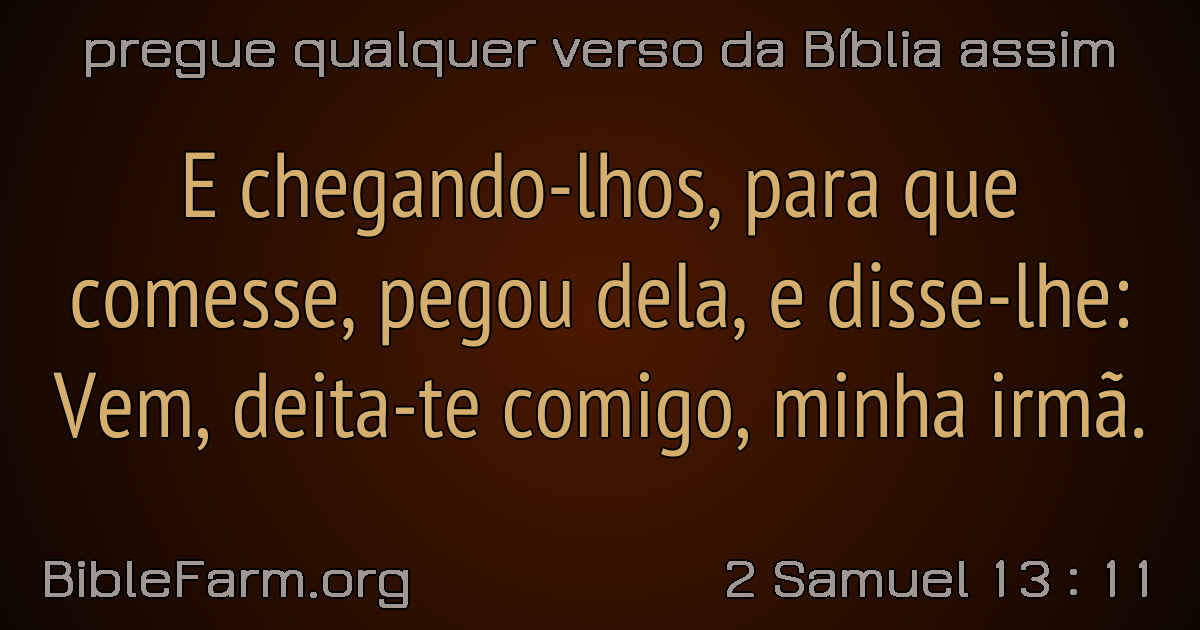 pregue qualquer verso da Bíblia assim
E chegando-lhos, para que
comesse, pegou dela, e disse-lhe:
Vem, deita-te comigo, minha irmã.
BibleFarm.org
2 Samuel 13 : 11